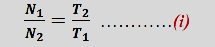 N₁/N₂ = T₂/T₁ …………(i)